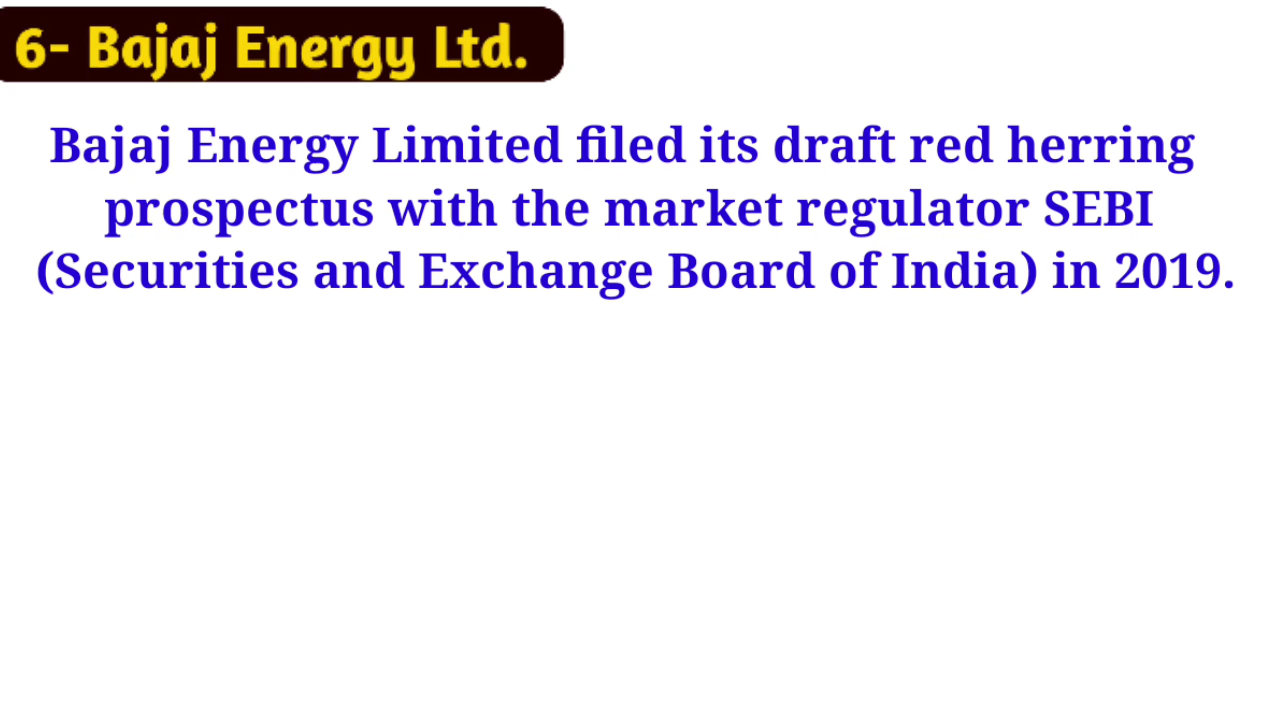 6- Bajaj Energy Ltd.
Bajaj Energy Limited filed its draft red herring
prospectus with the market regulator SEBI
(Securities and Exchange Board of India) in 2019.